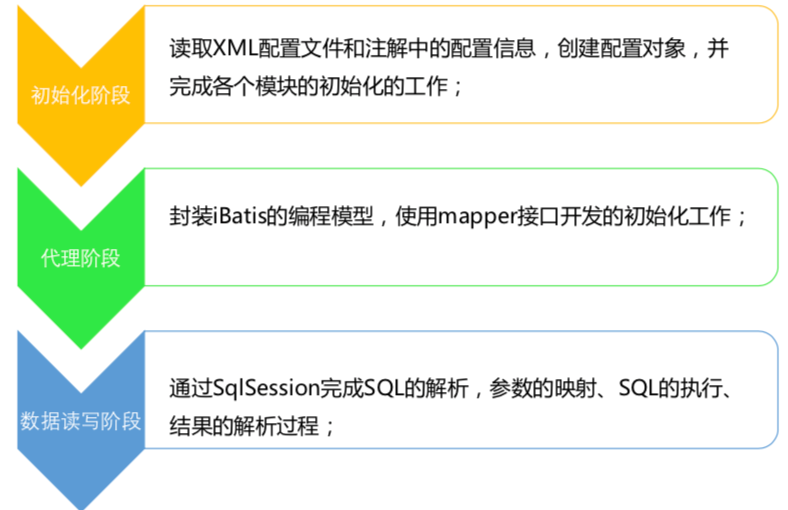 初始化阶段
读取XML配置文件和注解中的配置信息，创建配置对象，并
完成各个模块的初始化的工作；
代理阶段
封装iBatis的编程模型，使用mapper接口开发的初始化工作；
数据读写阶段
通过SqlSession完成SQL的解析，参数的映射、SQL的执行、
结果的解析过程；